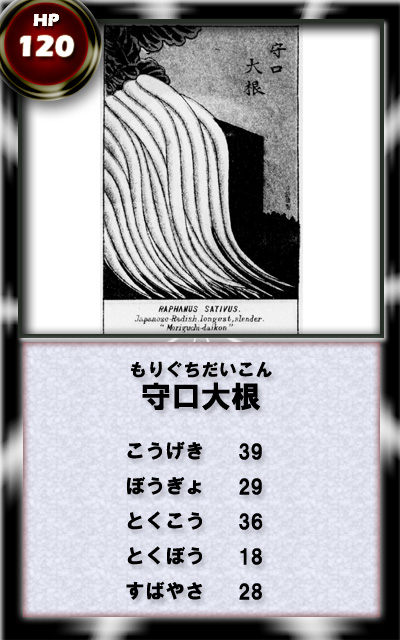 HP
120
守口
大根
RAPHANUS SATIVUS.
Japanese-Radish, longest, slender.
"Moriguchi-daikon"
もりぐちだいこん
守口大根
こうげき 39
ぼうぎょ 29
とくこう 36
とくぼう 18
すばやさ 28